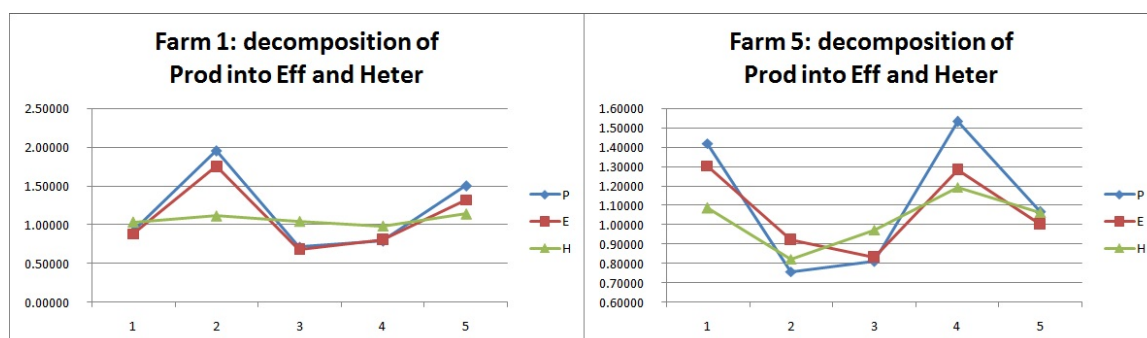 Farm 1: decomposition of
Prod into Eff and Heter
2.50000
2.00000
1.50000
1.00000
0.50000
0.00000
1 2 3 4 5
P
E
H
Farm 5: decomposition of
Prod into Eff and Heter
1.60000
1.50000
1.40000
1.30000
1.20000
1.10000
1.00000
0.90000
0.80000
0.70000
0.60000
1 2 3 4 5
P
E
H